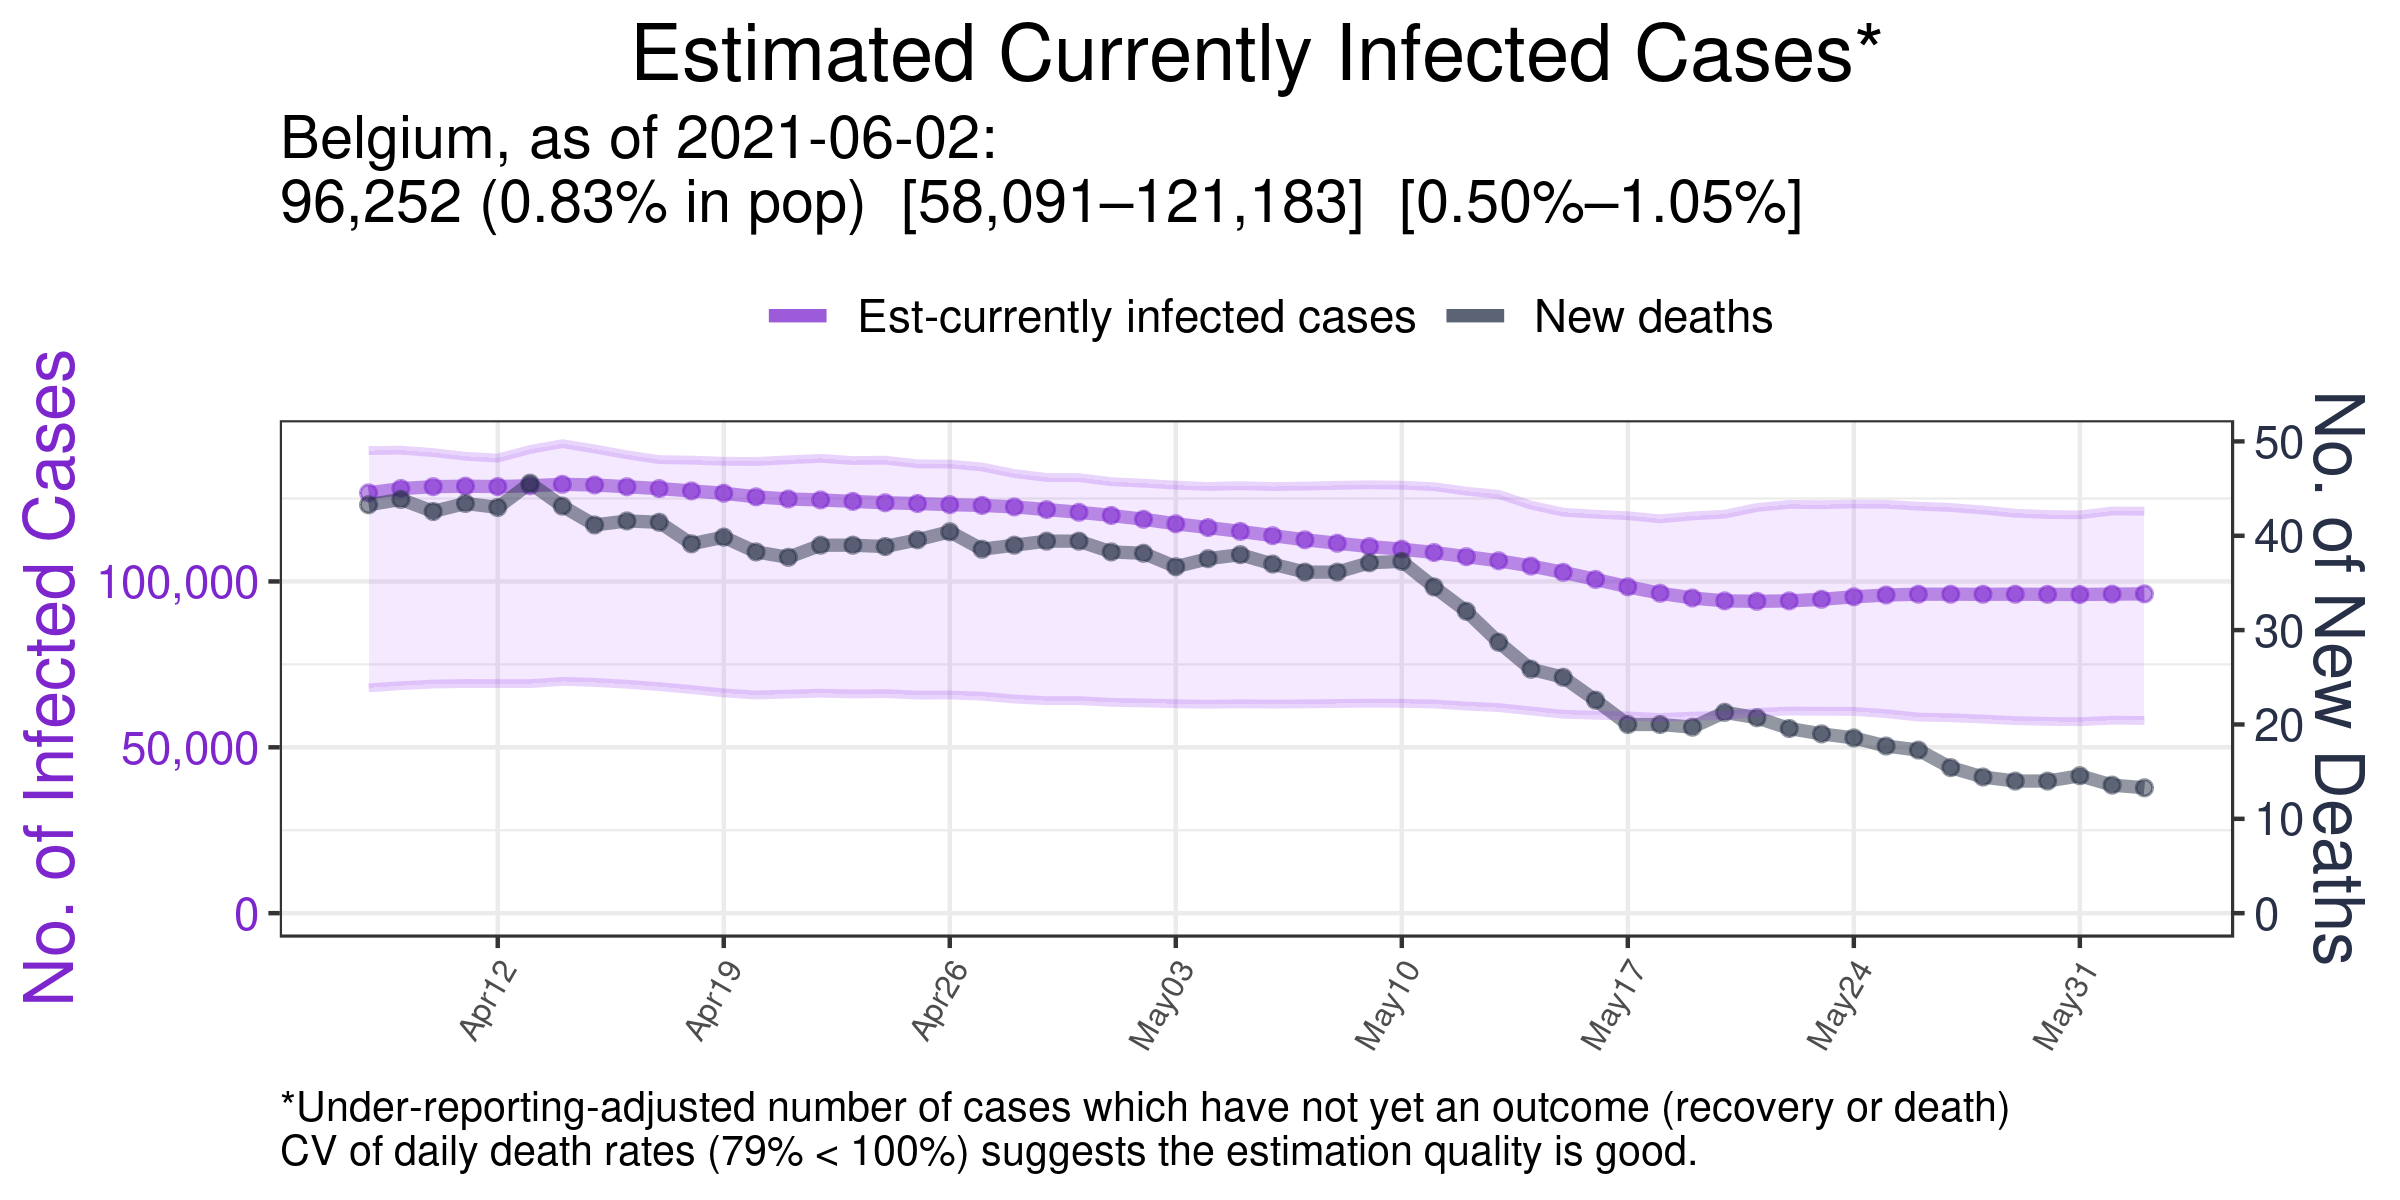 Estimated Currently Infected Cases*
Belgium, as of 2021-06-02:
96,252 (0.83% in pop)  [58,091–121,183]  [0.50%–1.05%]
Est-currently infected cases
New deaths
No. of Infected Cases
100,000
50,000
0
No. of New Deaths
50
40
30
20
10
0
Apr12
Apr19
Apr26
May03
May10
May17
May24
May31
*Under-reporting-adjusted number of cases which have not yet an outcome (recovery or death)
CV of daily death rates (79% < 100%) suggests the estimation quality is good.